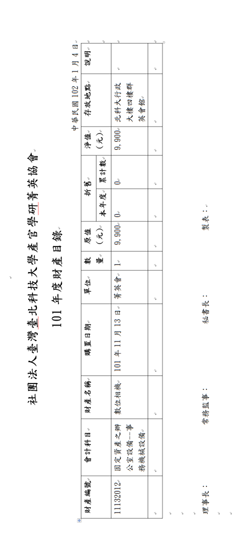 社團法人臺灣臺北科技大學產官學研菁英協會
101 年度財產目錄
中華民國 102 年 1 月 4 日
財產編號 會計科目 財產名稱 購置日期 單位 數量 原值(元) 折舊 本年度 累計數 淨值(元) 存放地點 說明
11132012 固定資產之辦公室設備—事務機械設備 數位相機 101 年 11 月 13 日 菁英會 1 9,900 0 0 9,900 北科大行政大樓四樓群英會館
理事長： 常務監事： 秘書長： 製表：